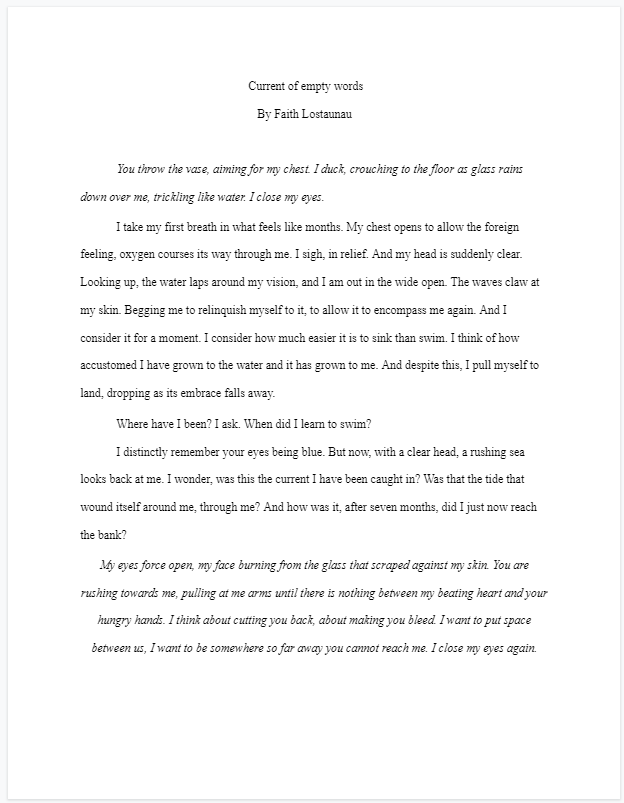 Current of empty words
By Faith Lostaunau
You throw the vase, aiming for my chest. I duck, crouching to the floor as glass rains
down over me, trickling like water. I close my eyes.
I take my first breath in what feels like months. My chest opens to allow the foreign
feeling, oxygen courses its way through me. I sigh, in relief. And my head is suddenly clear.
Looking up, the water laps around my vision, and I am out in the wide open. The waves claw at
my skin. Begging me to relinquish myself to it, to allow it to encompass me again. And I
consider it for a moment. I consider how much easier it is to sink than swim. I think of how
accustomed I have grown to the water and it has grown to me. And despite this, I pull myself to
land, dropping as its embrace falls away.
Where have I been? I ask. When did I learn to swim?
I distinctly remember your eyes being blue. But now, with a clear head, a rushing sea
looks back at me. I wonder, was this the current I have been caught in? Was that the tide that
wound itself around me, through me? And how was it, after seven months, did I just now reach
the bank?
My eyes force open, my face burning from the glass that scraped against my skin. You are
rushing towards me, pulling at me arms until there is nothing between my beating heart and your
hungry hands. I think about cutting you back, about making you bleed. I want to put space
between us, I want to be somewhere so far away you cannot reach me. I close my eyes again.